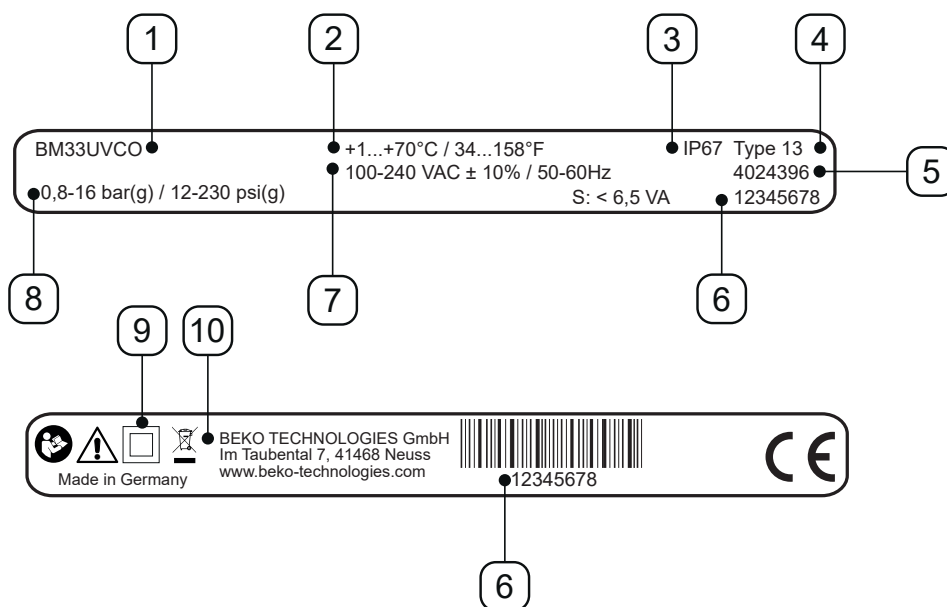 1
2
3
4
BM33UVCO
+1...+70°C / 34...158°F
IP67 Type 13
100-240 VAC ± 10% / 50-60Hz
4024396
5
0,8-16 bar(g) / 12-230 psi(g)
S: < 6,5 VA
12345678
8
7
6
9
10
BEKO TECHNOLOGIES GmbH
Im Taubental 7, 41468 Neuss
Made in Germany
www.beko-technologies.com
12345678
CE
6